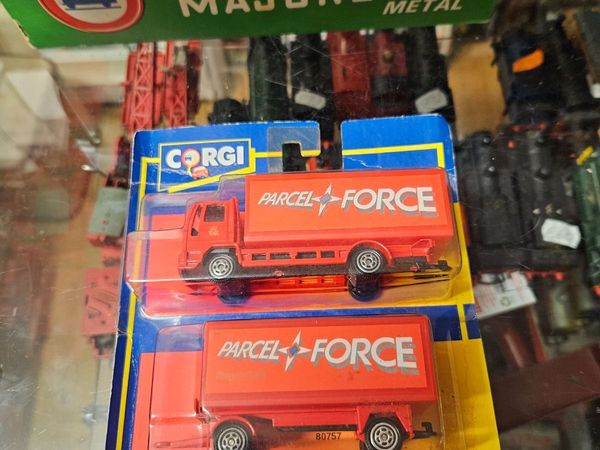 MAJORE
METAL
CORGI
PARCEL FORCE
PARCEL FORCE
80757